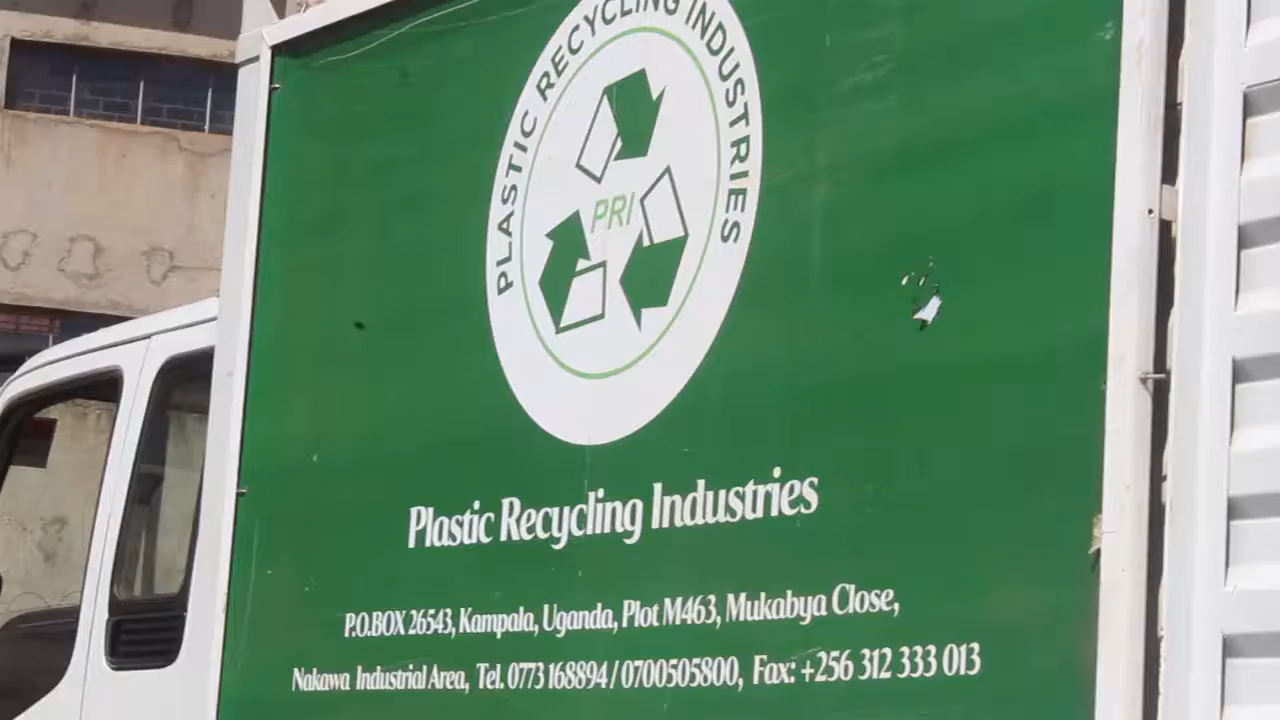 PLASTIC RECYCLING INDUSTRIES
PRI
Plastic Recycling Industries
P.O.BOX 26543, Kampala, Uganda, Plot M463, Mukabya Close,
Nakawa Industrial Area, Tel. 0773 168894 / 0700505800, Fax: +256 312 333 013